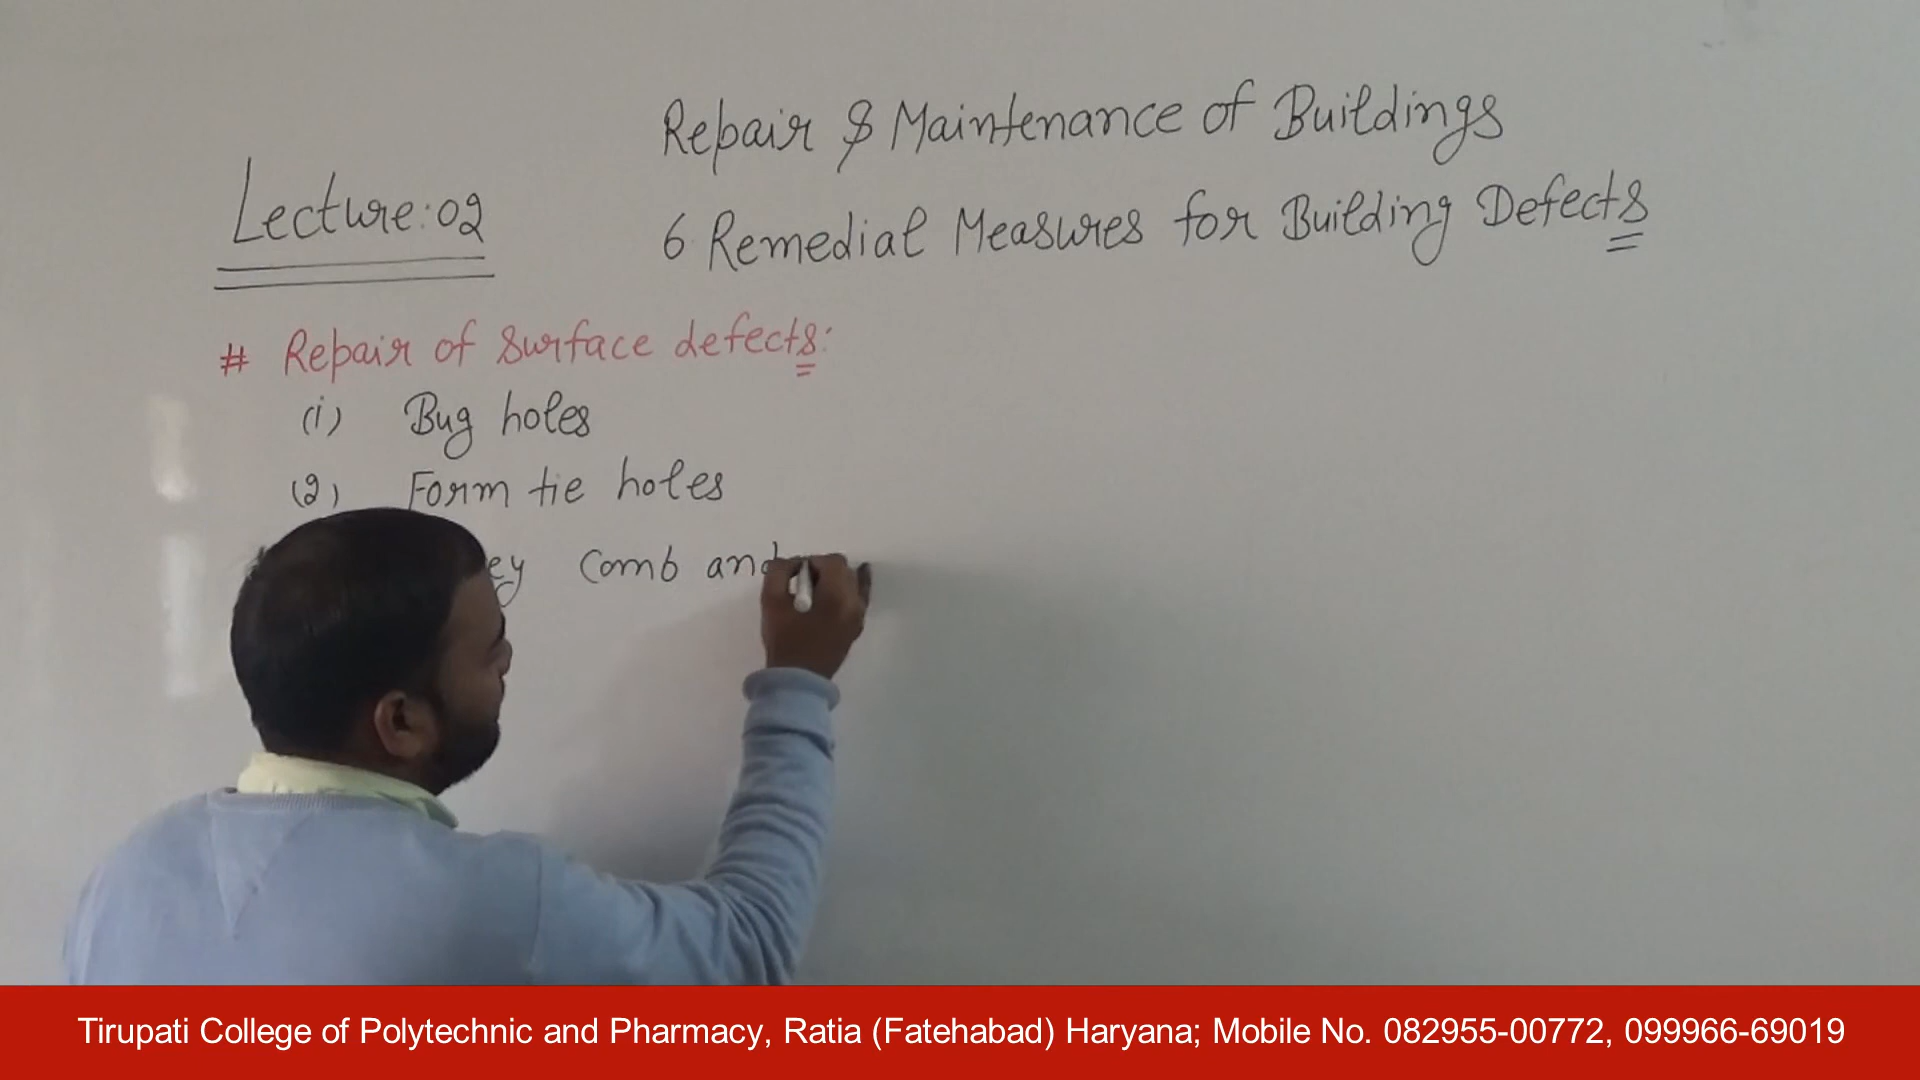 Repair & Maintenance of Buildings
Lecture:02
6 Remedial Measures for Building Defects
# Repair of surface defects:
(i) Bug holes
(2) Form tie holes
Comb and
Tirupati College of Polytechnic and Pharmacy, Ratia (Fatehabad) Haryana; Mobile No. 082955-00772, 099966-69019